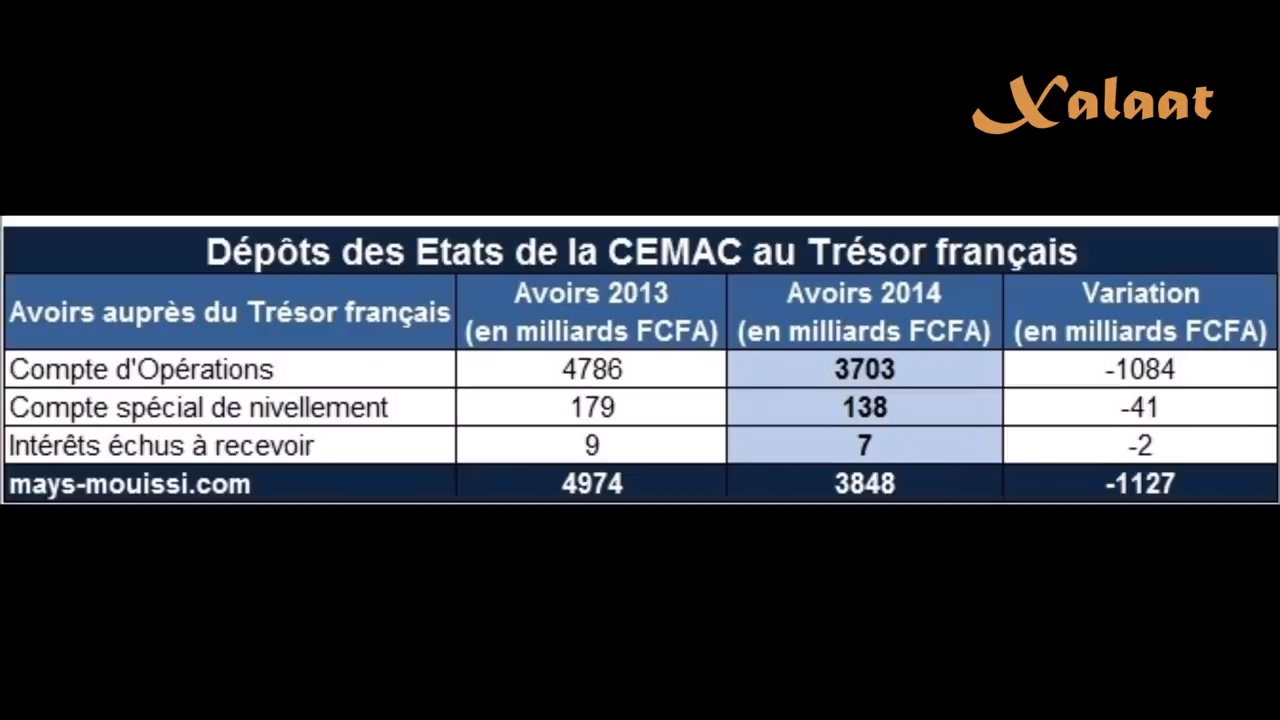 Xalaat
Dépôts des Etats de la CEMAC au Trésor français
Avoirs auprès du Trésor français Avoirs 2013 (en milliards FCFA) Avoirs 2014 (en milliards FCFA) Variation (en milliards FCFA)
Compte d'Opérations 4786 3703 -1084
Compte spécial de nivellement 179 138 -41
Intérêts échus à recevoir 9 7 -2
mays-mouissi.com 4974 3848 -1127